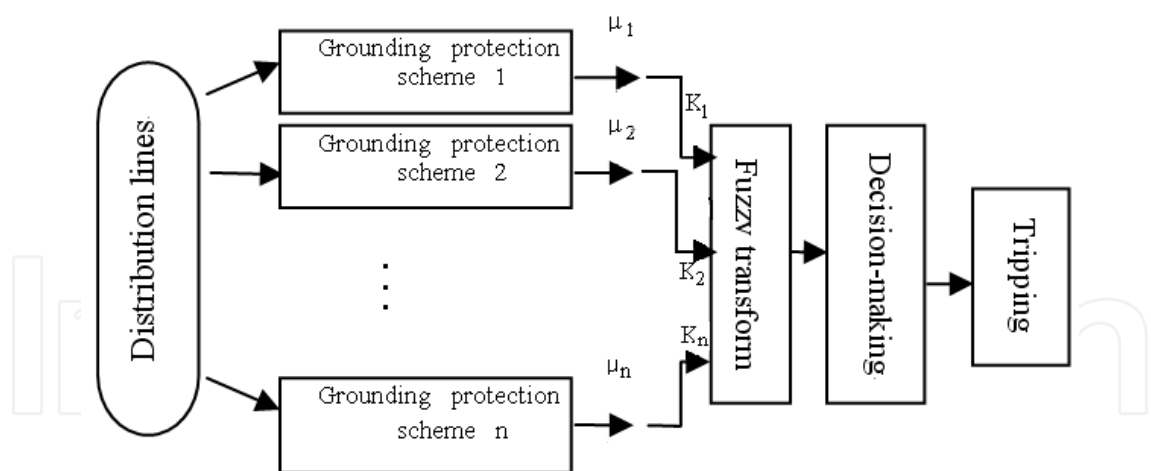 Distribution lines
Grounding protection
scheme 1
μ1
K1
Grounding protection
scheme 2
μ2
K2
⋮
Grounding protection
scheme n
μn
Kn
Fuzzv transform
Decision-making
Tripping